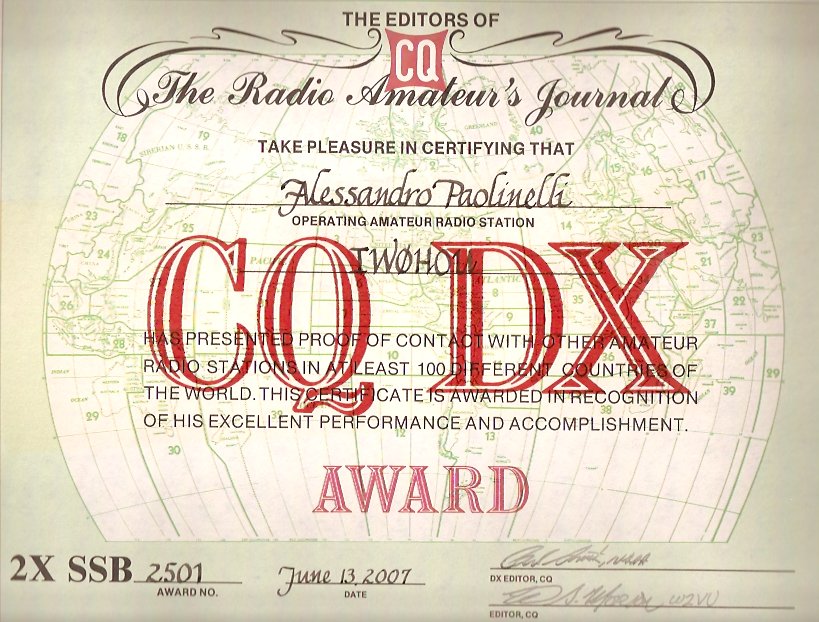 THE EDITORS OF
CQ
The Radio Amateur's Journal
TAKE PLEASURE IN CERTIFYING THAT
Alessandro Paolinelli
OPERATING AMATEUR RADIO STATION
IWØHOU
CQ DX
HAS PRESENTED PROOF OF CONTACT WITH OTHER AMATEUR
RADIO STATIONS IN AT LEAST 100 DIFFERENT COUNTRIES OF
THE WORLD. THIS CERTIFICATE IS AWARDED IN RECOGNITION
OF HIS EXCELLENT PERFORMANCE AND ACCOMPLISHMENT.
AWARD
2X SSB 2501 June 13, 2007
AWARD NO. DATE
DX EDITOR, CQ
W2VU
EDITOR, CQ